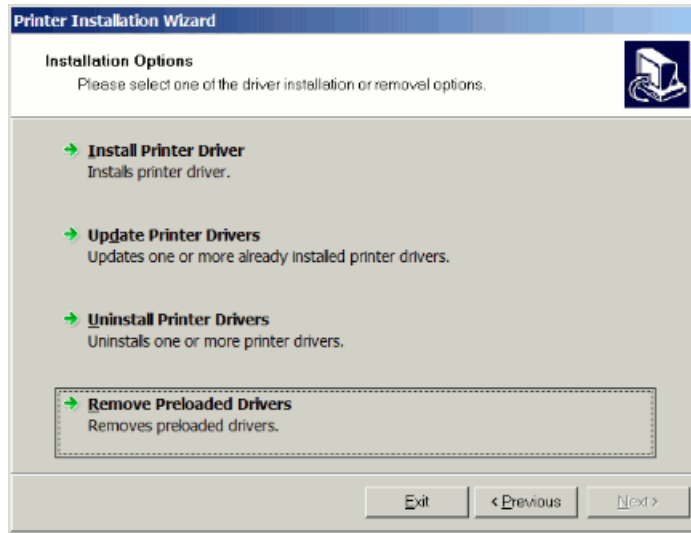 Printer Installation Wizard
Installation Options
Please select one of the driver installation or removal options.
Install Printer Driver
Installs printer driver.
Update Printer Drivers
Updates one or more already installed printer drivers.
Uninstall Printer Drivers
Uninstalls one or more printer drivers.
Remove Preloaded Drivers
Removes preloaded drivers.
Exit < Previous Next >